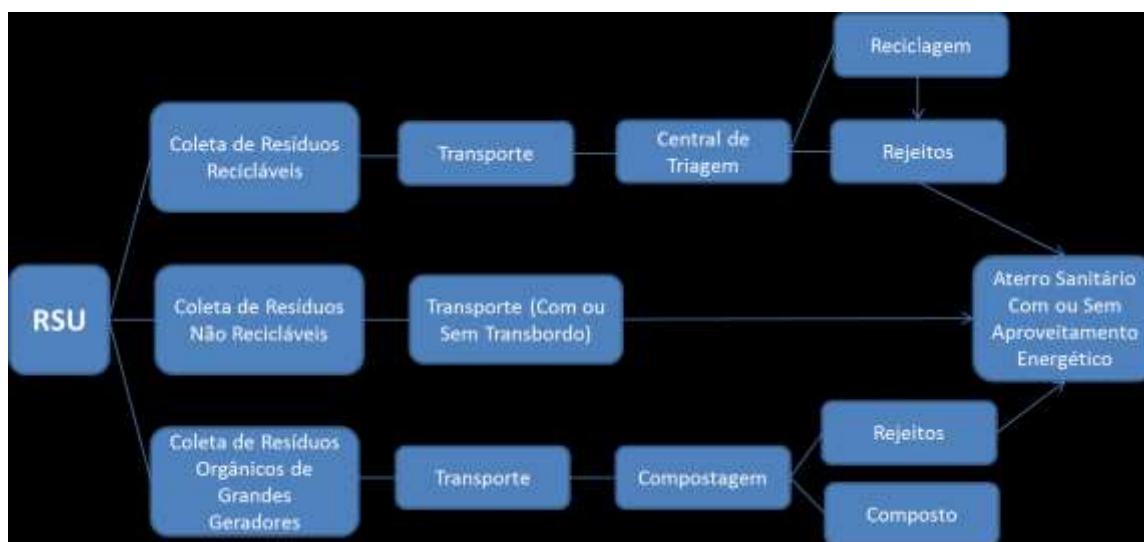 Reciclagem
Coleta de Resíduos
Recicláveis
Transporte
Central de
Triagem
Rejeitos
RSU
Coleta de Resíduos
Não Recicláveis
Transporte (Com ou
Sem Transbordo)
Aterro Sanitário
Com ou Sem
Aproveitamento
Energético
Coleta de Resíduos
Orgânicos de
Grandes
Geradores
Transporte
Compostagem
Rejeitos
Composto